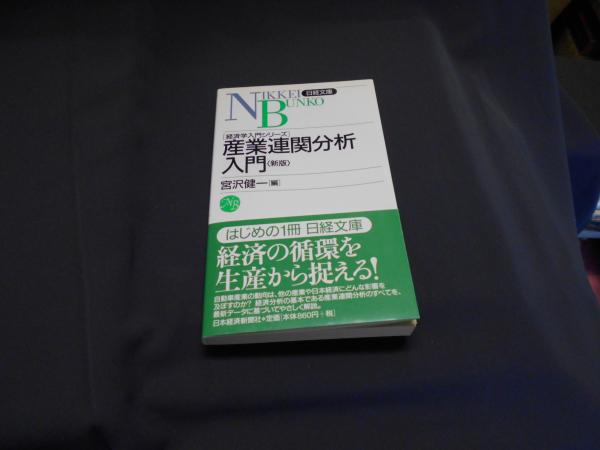 NIKKEI 日経文庫
BUNKO
[経済学入門シリーズ]
産業連関分析
入門〈新版〉
宮沢健一[編]
NB
はじめの1冊 日経文庫
経済の循環を
生産から捉える!
自動車産業の動向は、他の産業や日本経済にどんな影響を
及ぼすのか? 経済分析の基本である産業連関分析のすべてを、
最新データに基づいてやさしく解説。
日本経済新聞社●定価[本体860円+税]